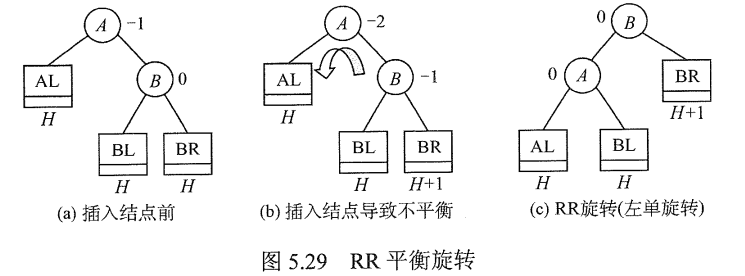 A -1
AL
H
B 0
BL
H
BR
H
(a) 插入结点前
A -2
AL
H
B -1
BL
H
BR
H+1
(b) 插入结点导致不平衡
0 B
0 A
BR
H+1
AL
H
BL
H
(c) RR旋转(左单旋转)
图 5.29 RR 平衡旋转